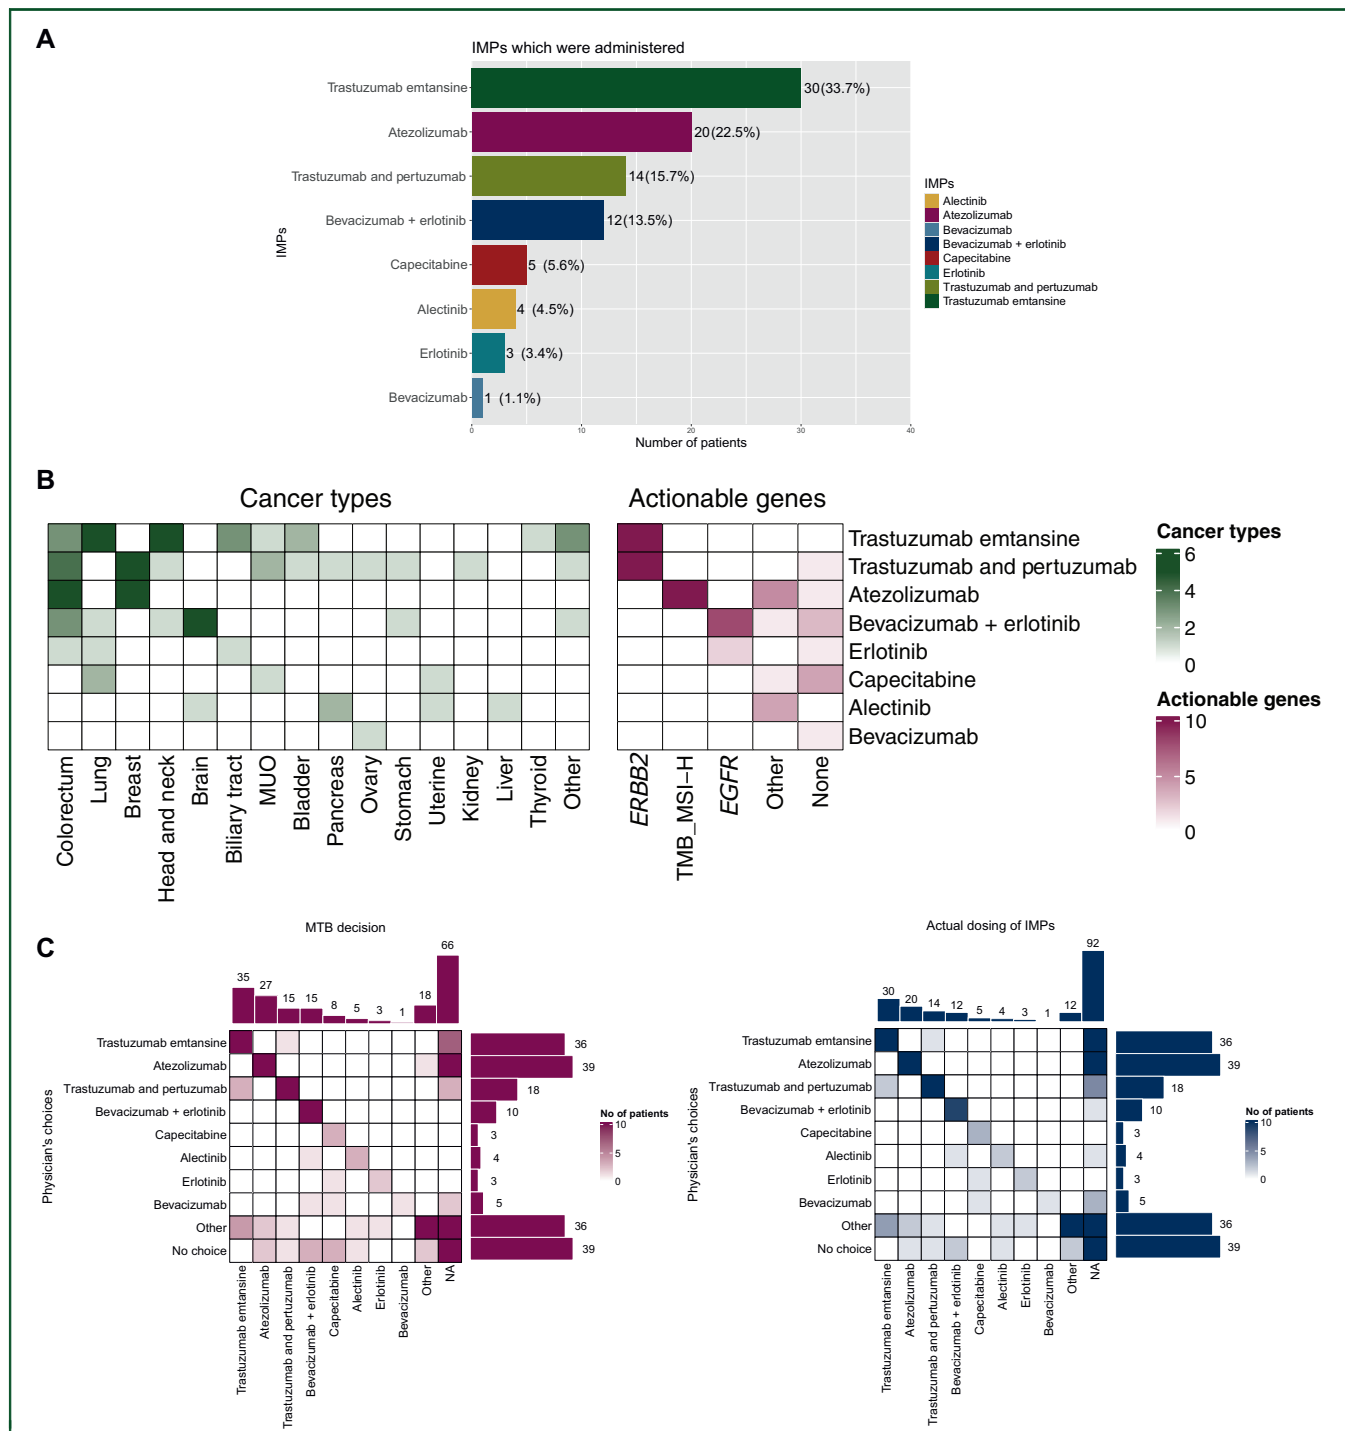 A
IMPs which were administered
IMPs
Trastuzumab emtansine
30(33.7%)
Atezolizumab
20(22.5%)
Trastuzumab and pertuzumab
14(15.7%)
Bevacizumab + erlotinib
12(13.5%)
Capecitabine
5 (5.6%)
Alectinib
4 (4.5%)
Erlotinib
3 (3.4%)
Bevacizumab
1 (1.1%)
0 10 20 30 40
Number of patients
IMPs
Alectinib
Atezolizumab
Bevacizumab
Bevacizumab + erlotinib
Capecitabine
Erlotinib
Trastuzumab and pertuzumab
Trastuzumab emtansine
B
Cancer types
Actionable genes
Trastuzumab emtansine
Trastuzumab and pertuzumab
Atezolizumab
Bevacizumab + erlotinib
Erlotinib
Capecitabine
Alectinib
Bevacizumab
Colorectum
Lung
Breast
Head and neck
Brain
Biliary tract
MUO
Bladder
Pancreas
Ovary
Stomach
Uterine
Kidney
Liver
Thyroid
Other
ERBB2
TMB_MSI−H
EGFR
Other
None
Cancer types
6
4
2
0
Actionable genes
10
5
0
C
MTB decision
35 27 15 15 8 5 3 1 18 66
Physician's choices
Trastuzumab emtansine
36
Atezolizumab
39
Trastuzumab and pertuzumab
18
Bevacizumab + erlotinib
10
Capecitabine
3
Alectinib
4
Erlotinib
3
Bevacizumab
5
Other
36
No choice
39
Trastuzumab emtansine
Atezolizumab
Trastuzumab and pertuzumab
Bevacizumab + erlotinib
Capecitabine
Alectinib
Erlotinib
Bevacizumab
Other
NA
No of patients
10
5
0
Actual dosing of IMPs
30 20 14 12 5 4 3 1 12 92
Physician's choices
Trastuzumab emtansine
36
Atezolizumab
39
Trastuzumab and pertuzumab
18
Bevacizumab + erlotinib
10
Capecitabine
3
Alectinib
4
Erlotinib
3
Bevacizumab
5
Other
36
No choice
39
Trastuzumab emtansine
Atezolizumab
Trastuzumab and pertuzumab
Bevacizumab + erlotinib
Capecitabine
Alectinib
Erlotinib
Bevacizumab
Other
NA
No of patients
10
5
0